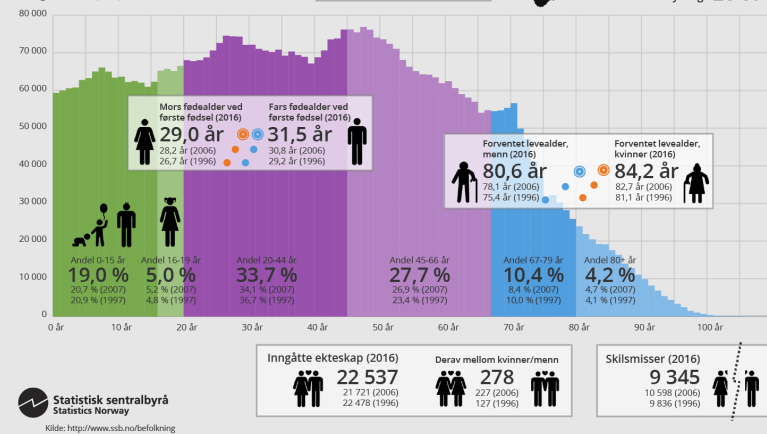 80 000
70 000
60 000
50 000
40 000
30 000
20 000
10 000
0
Mors fødealder ved
første fødsel (2016)
29,0 år
28,2 år (2006)
26,7 år (1996)
Fars fødealder ved
første fødsel (2016)
31,5 år
30,8 år (2006)
29,2 år (1996)
Forventet levealder,
menn (2016)
80,6 år
78,1 år (2006)
75,4 år (1996)
Forventet levealder,
kvinner (2016)
84,2 år
82,7 år (2006)
81,1 år (1996)
Andel 0-15 år
19,0 %
20,7 % (2007)
20,9 % (1997)
Andel 16-19 år
5,0 %
5,2 % (2007)
4,8 % (1997)
Andel 20-44 år
33,7 %
34,1 % (2007)
36,7 % (1997)
Andel 45-66 år
27,7 %
26,9 % (2007)
23,4 % (1997)
Andel 67-79 år
10,4 %
8,4 % (2007)
10,0 % (1997)
Andel 80+ år
4,2 %
4,7 % (2007)
4,1 % (1997)
0 år
10 år
20 år
30 år
40 år
50 år
60 år
70 år
80 år
90 år
100 år
Inngåtte ekteskap (2016)
22 537
21 721 (2006)
22 478 (1996)
Derav mellom kvinner/menn
278
227 (2006)
127 (1996)
Skilsmisser (2016)
9 345
10 598 (2006)
9 836 (1996)
Statistisk sentralbyrå
Statistics Norway
Kilde: http://www.ssb.no/befolkning